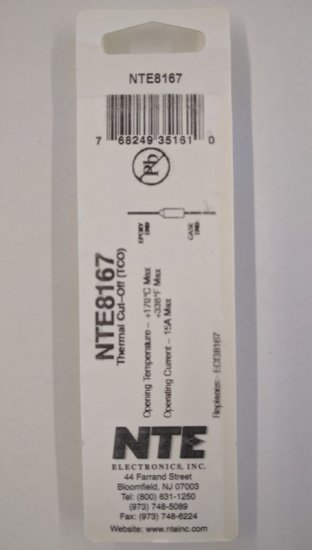 NTE8167
7 68249 35161 0
Pb
EPOXY END
CASE END
NTE8167
Thermal Cut-Off (TCO)
Opening Temperature – +170°C Max
+338°F Max
Operating Current – 15A Max
Replaces: ECG8167
NTE
ELECTRONICS, INC.
44 Farrand Street
Bloomfield, NJ 07003
Tel: (800) 631-1250
(973) 748-5089
Fax: (973) 748-6224
Website: www.nteinc.com